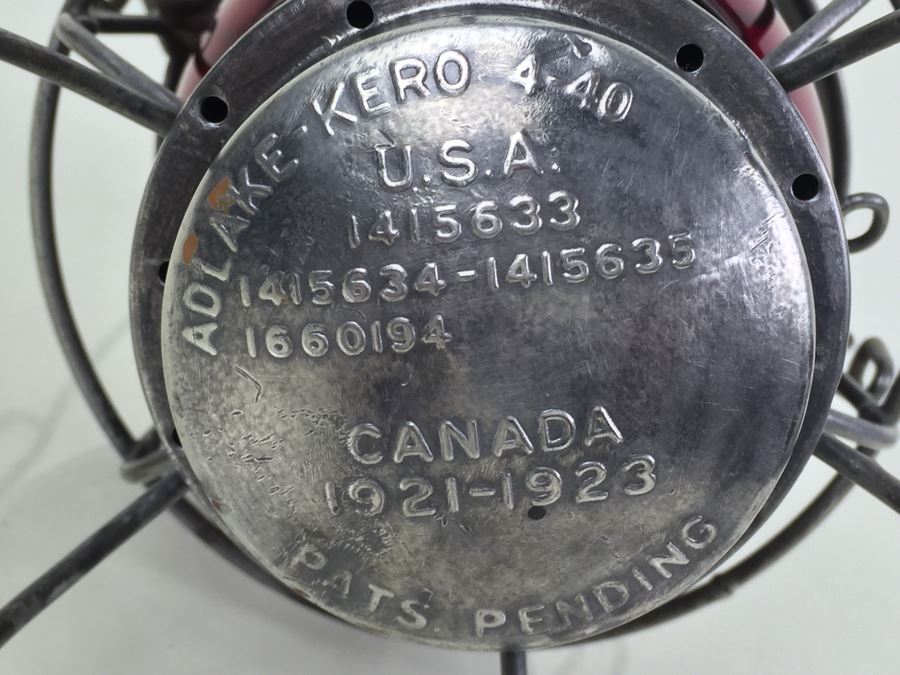 ADLAKE·KERO 4-40
U.S.A.
1415633
1415634-1415635
1660194
CANADA
1921-1923
PATS. PENDING